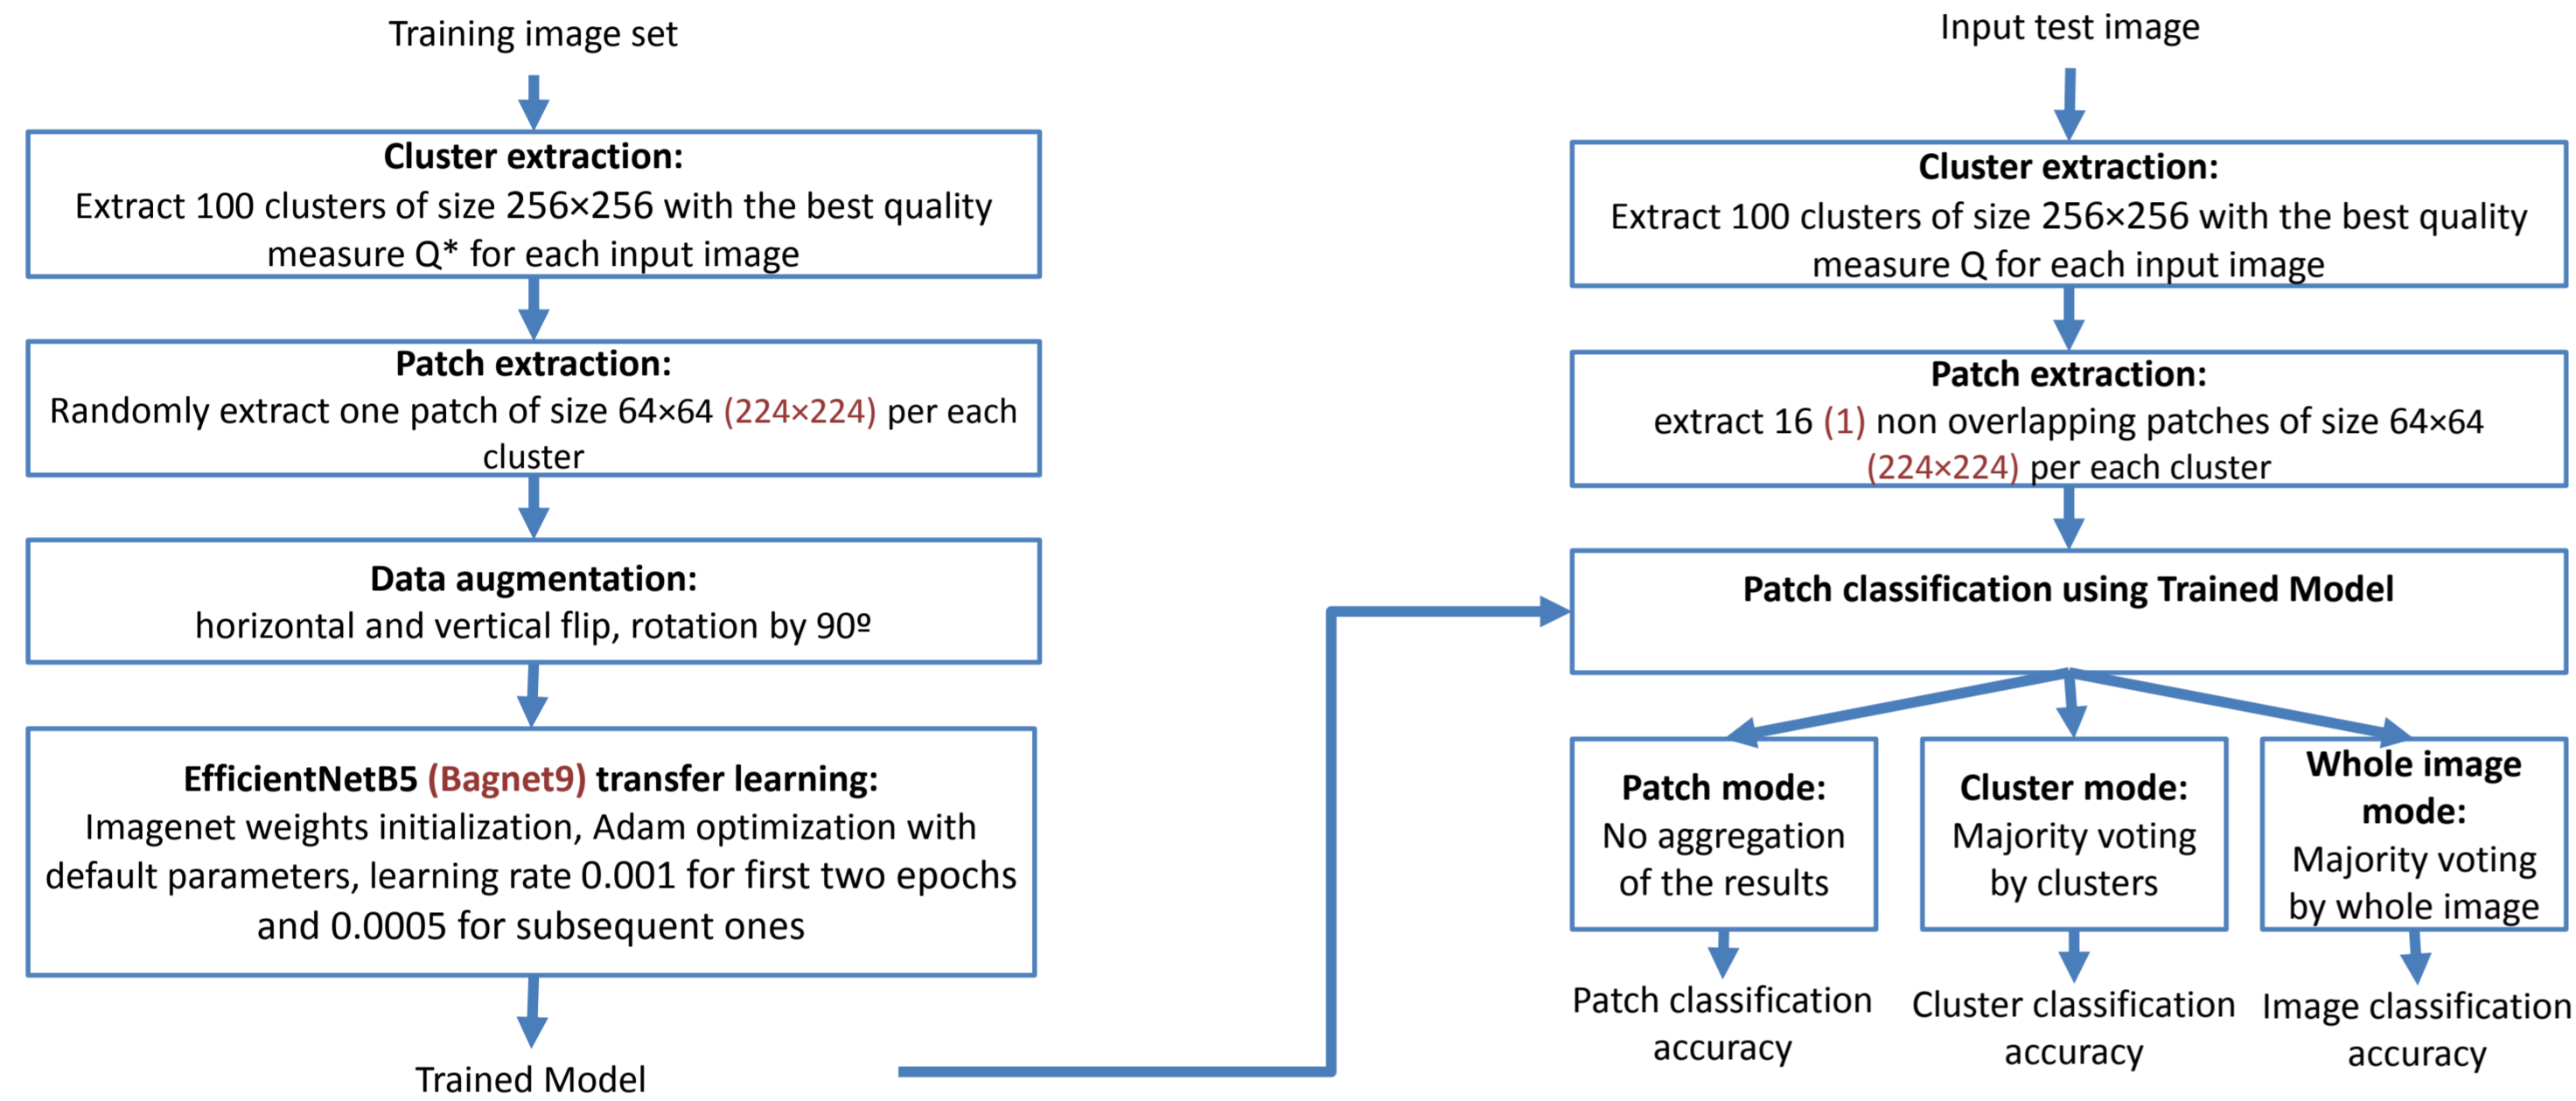 Training image set
Cluster extraction:
Extract 100 clusters of size 256×256 with the best quality
measure Q* for each input image
Patch extraction:
Randomly extract one patch of size 64×64 (224×224) per each
cluster
Data augmentation:
horizontal and vertical flip, rotation by 90º
EfficientNetB5 (Bagnet9) transfer learning:
Imagenet weights initialization, Adam optimization with
default parameters, learning rate 0.001 for first two epochs
and 0.0005 for subsequent ones
Trained Model
Input test image
Cluster extraction:
Extract 100 clusters of size 256×256 with the best quality
measure Q for each input image
Patch extraction:
extract 16 (1) non overlapping patches of size 64×64
(224×224) per each cluster
Patch classification using Trained Model
Patch mode:
No aggregation
of the results
Patch classification
accuracy
Cluster mode:
Majority voting
by clusters
Cluster classification
accuracy
Whole image
mode:
Majority voting
by whole image
Image classification
accuracy